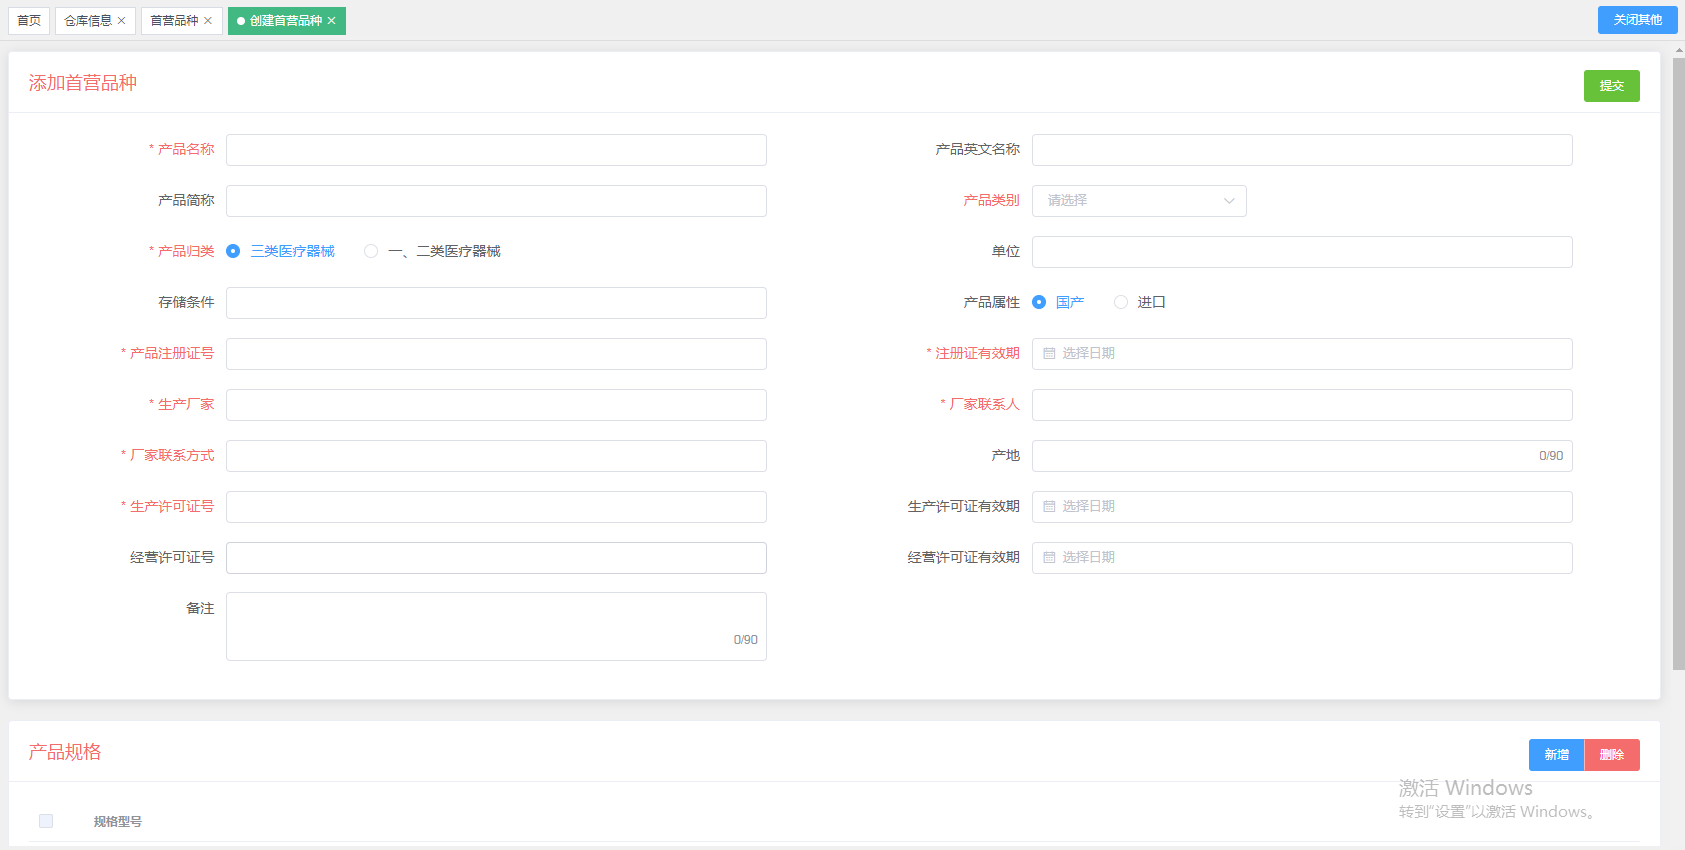 首页 仓库信息 × 首营品种 × 创建首营品种 × 关闭其他
添加首营品种 提交
* 产品名称 产品英文名称
产品简称 产品类别 请选择
* 产品归类 三类医疗器械 一、二类医疗器械 单位
存储条件 产品属性 国产 进口
* 产品注册证号 * 注册证有效期 选择日期
* 生产厂家 * 厂家联系人
* 厂家联系方式 产地 0/90
* 生产许可证号 生产许可证有效期 选择日期
经营许可证号 经营许可证有效期 选择日期
备注
0/90
产品规格 新增 删除
激活 Windows
转到"设置"以激活 Windows。
规格型号